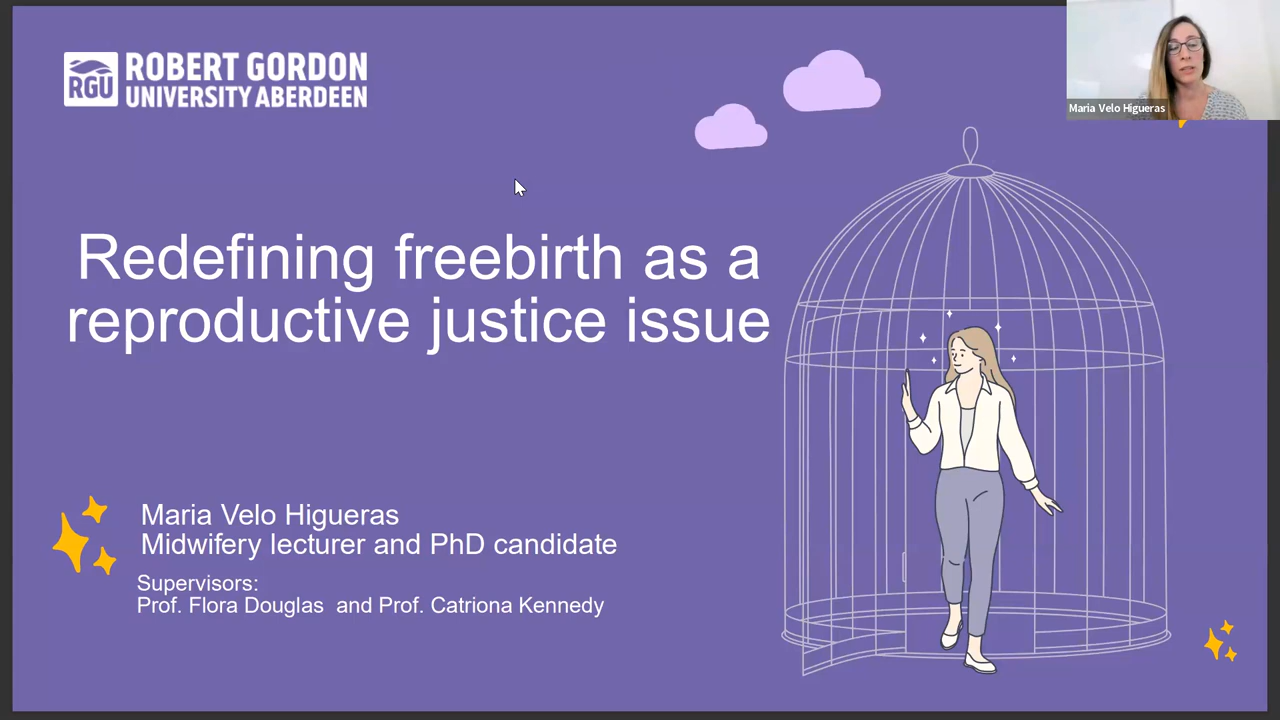 RGU
ROBERT GORDON
UNIVERSITY ABERDEEN
Maria Velo Higueras
Redefining freebirth as a
reproductive justice issue
Maria Velo Higueras
Midwifery lecturer and PhD candidate
Supervisors:
Prof. Flora Douglas and Prof. Catriona Kennedy